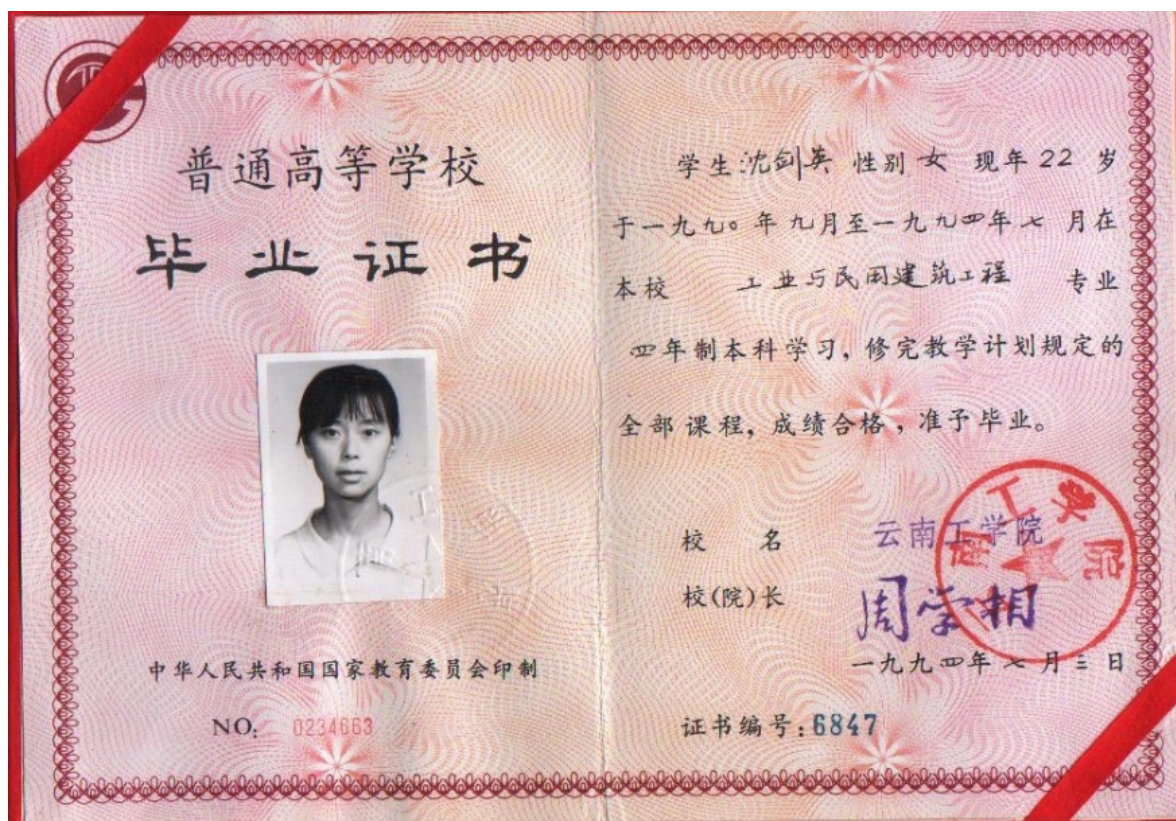 普通高等学校
毕业证书
中华人民共和国国家教育委员会印制
NO: 0234663
学生沈剑英 性别 女 现年22岁
于一九九〇年九月至一九九四年七月在
本校 工业与民用建筑工程 专业
四年制本科学习，修完教学计划规定的
全部课程，成绩合格，准予毕业。
校名 云南工学院
校(院)长 周学相
一九九四年七月三日
证书编号:6847